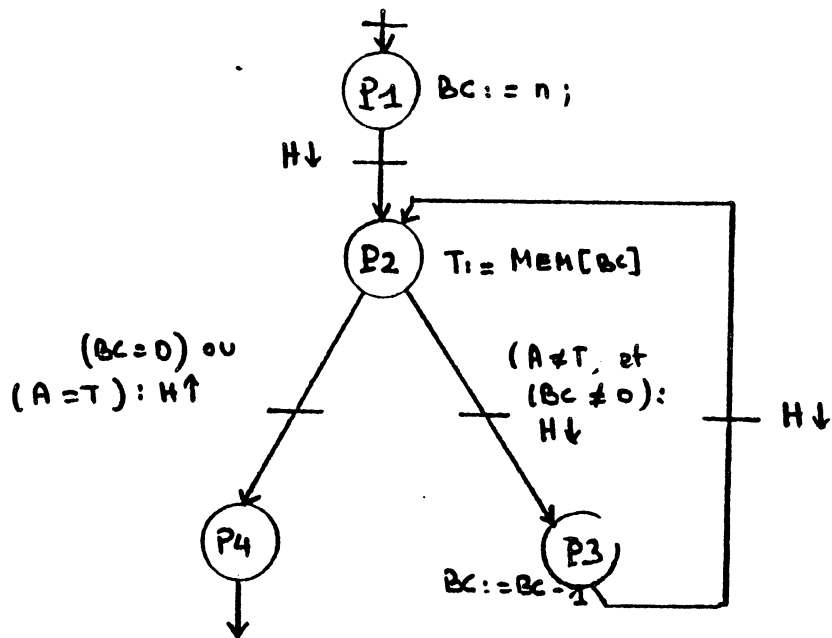 P1 BC := n ;
H↓
P2 T:= MEM[BC]
(BC=0) ou
(A=T) : H↑
(A≠T, et
(BC≠0):
H↓
H↓
P4
P3
BC:=BC-1